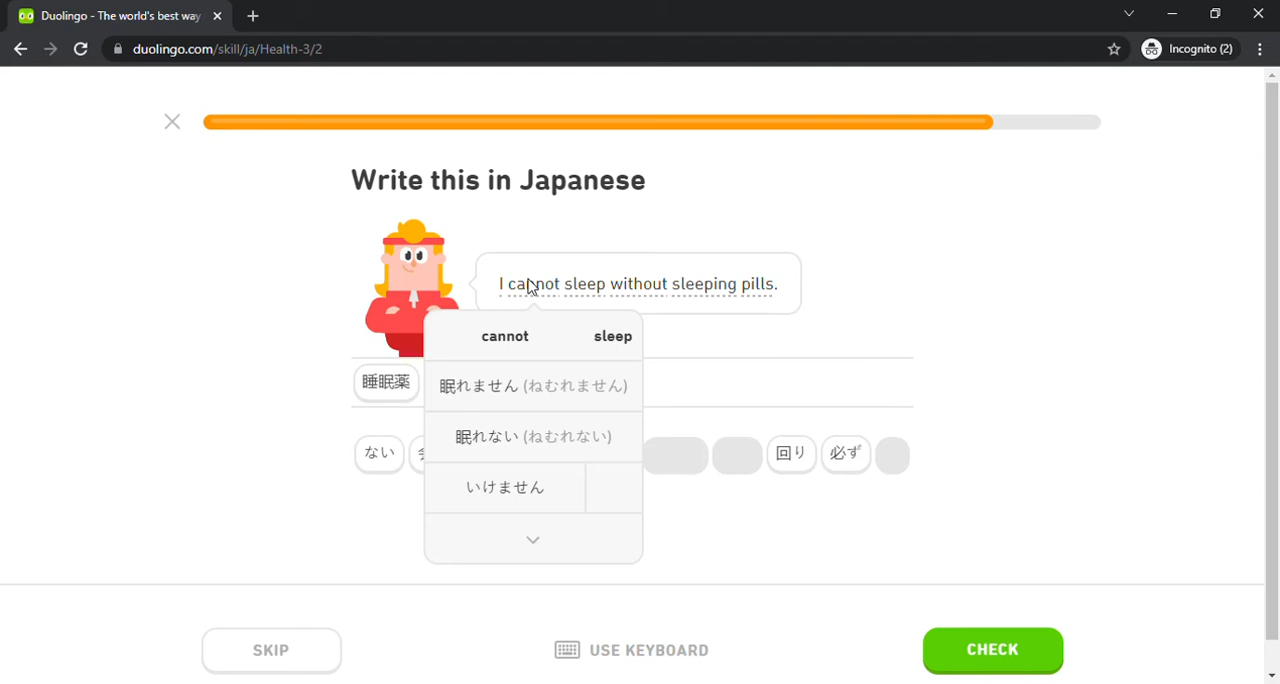 Duolingo - The world's best way
duolingo.com/skill/ja/Health-3/2
Incognito (2)
Write this in Japanese
I cannot sleep without sleeping pills.
cannot sleep
睡眠薬
眠れません (ねむれません)
眠れない (ねむれない)
ない 回り 必ず
いけません
SKIP USE KEYBOARD CHECK